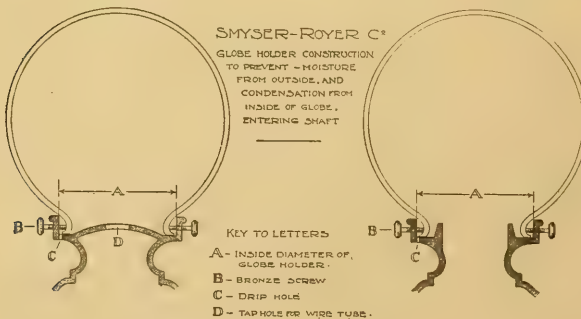 SMYSER-ROYER Co
GLOBE HOLDER CONSTRUCTION
TO PREVENT - MOISTURE
FROM OUTSIDE, AND
CONDENSATION FROM
INSIDE OF GLOBE,
ENTERING SHAFT
A
A
B
C
D
B
C
KEY TO LETTERS
A - INSIDE DIAMETER OF,
GLOBE HOLDER.
B - BRONZE SCREW
C - DRIP HOLE
D - TAP HOLE FOR WIRE TUBE.